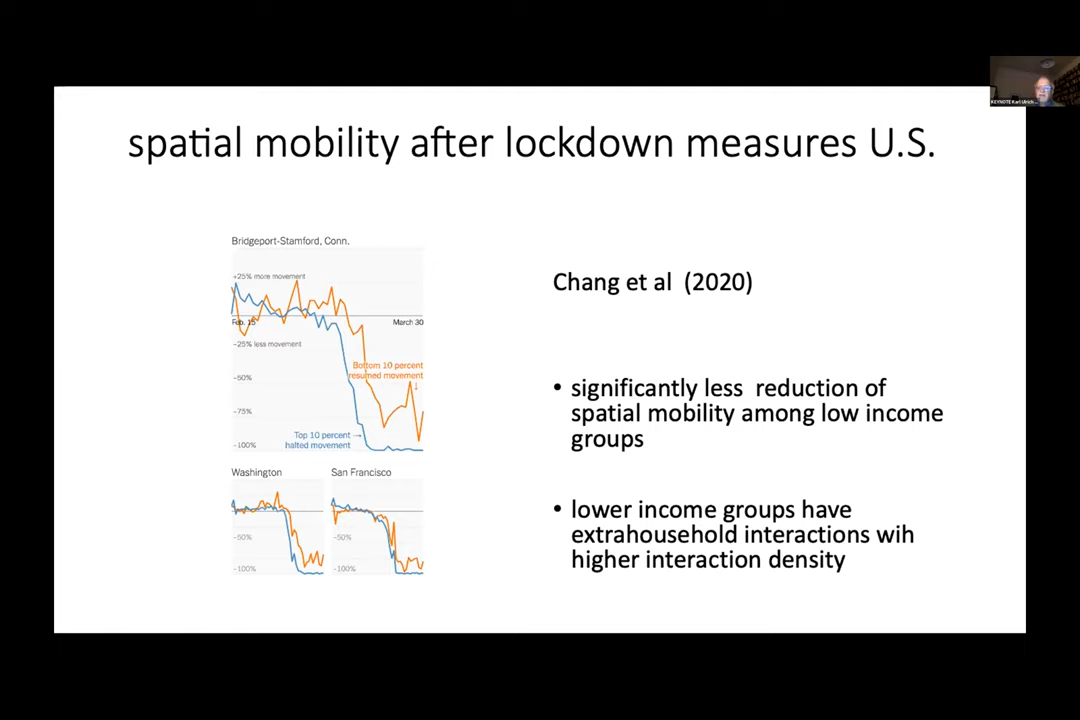 KEYNOTE Karl Ulrich ...
spatial mobility after lockdown measures U.S.
Bridgeport-Stamford, Conn.
+25% more movement
Feb. 15
March 30
-25% less movement
Bottom 10 percent
resumed movement
↓
-50%
-75%
Top 10 percent →
halted movement
-100%
Washington
-50%
-100%
San Francisco
-50%
-100%
Chang et al (2020)
• significantly less reduction of
spatial mobility among low income
groups
• lower income groups have
extrahousehold interactions wih
higher interaction density